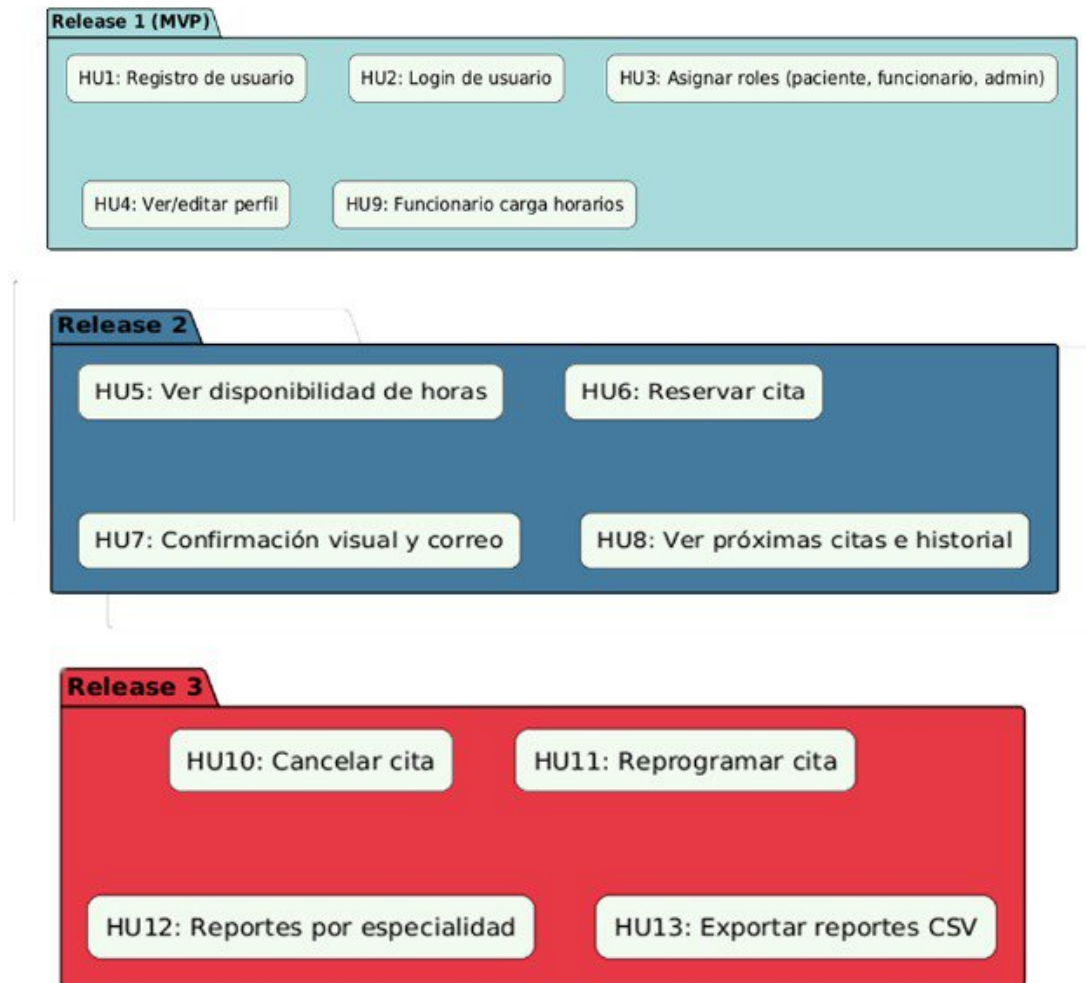 Release 1 (MVP)
HU1: Registro de usuario
HU2: Login de usuario
HU3: Asignar roles (paciente, funcionario, admin)
HU4: Ver/editar perfil
HU9: Funcionario carga horarios
Release 2
HU5: Ver disponibilidad de horas
HU6: Reservar cita
HU7: Confirmación visual y correo
HU8: Ver próximas citas e historial
Release 3
HU10: Cancelar cita
HU11: Reprogramar cita
HU12: Reportes por especialidad
HU13: Exportar reportes CSV